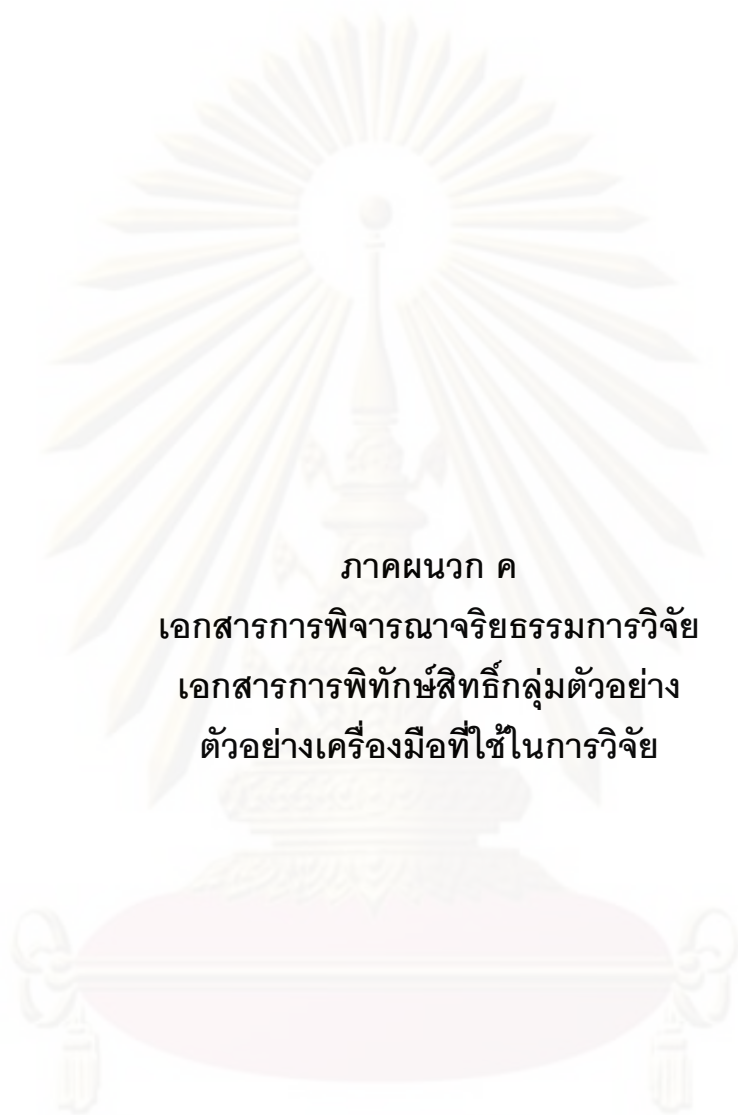 ภาคผนวก ค
เอกสารการพิจารณาจริยธรรมการวิจัย
เอกสารการพิทักษ์สิทธิ์กลุ่มตัวอย่าง
ตัวอย่างเครื่องมือที่ใช้ในการวิจัย